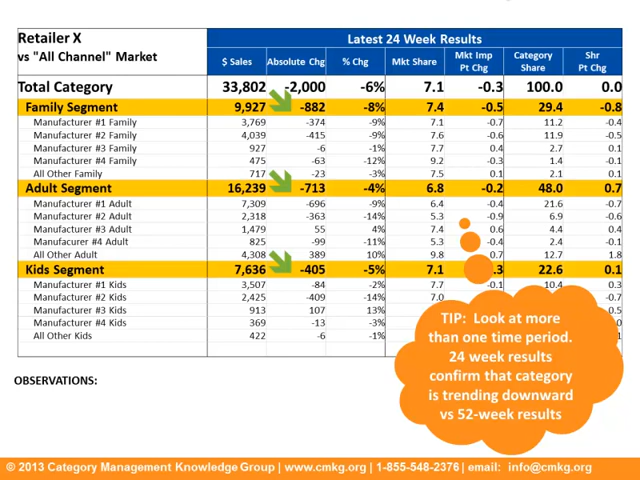 Retailer X
vs "All Channel" Market
Latest 24 Week Results
$ Sales Absolute Chg % Chg Mkt Share Mkt Imp Pt Chg Category Share Shr Pt Chg
Total Category 33,802 -2,000 -6% 7.1 -0.3 100.0 0.0
Family Segment 9,927 -882 -8% 7.4 -0.5 29.4 -0.8
Manufacturer #1 Family 3,769 -374 -9% 7.1 -0.7 11.2 -0.4
Manufacturer #2 Family 4,039 -415 -9% 7.6 -0.6 11.9 -0.5
Manufacturer #3 Family 927 -6 -1% 7.7 0.4 2.7 0.1
Manufacturer #4 Family 475 -63 -12% 9.2 -0.3 1.4 -0.1
All Other Family 717 -23 -3% 7.5 0.1 2.1 0.1
Adult Segment 16,239 -713 -4% 6.8 -0.2 48.0 0.7
Manufacturer #1 Adult 7,309 -696 -9% 6.4 -0.4 21.6 -0.7
Manufacturer #2 Adult 2,318 -363 -14% 5.3 -0.9 6.9 -0.6
Manufacturer #3 Adult 1,479 55 4% 7.4 0.6 4.4 0.4
Manufacurer #4 Adult 825 -99 -11% 5.3 -0.4 2.4 -0.1
All Other Adult 4,308 389 10% 9.8 0.7 12.7 1.8
Kids Segment 7,636 -405 -5% 7.1 .3 22.6 0.1
Manufacturer #1 Kids 3,507 -84 -2% 7.7 -0.1 10.4 0.3
Manufacturer #2 Kids 2,425 -409 -14% 7.0 -0.7
Manufacturer #3 Kids 913 107 13% 0.5
Manufacturer #4 Kids 369 -13 -3%
All Other Kids 422 -6 -1%
TIP: Look at more
than one time period.
24 week results
confirm that category
is trending downward
vs 52-week results
OBSERVATIONS:
© 2013 Category Management Knowledge Group | www.cmkg.org | 1-855-548-2376 | email: info@cmkg.org